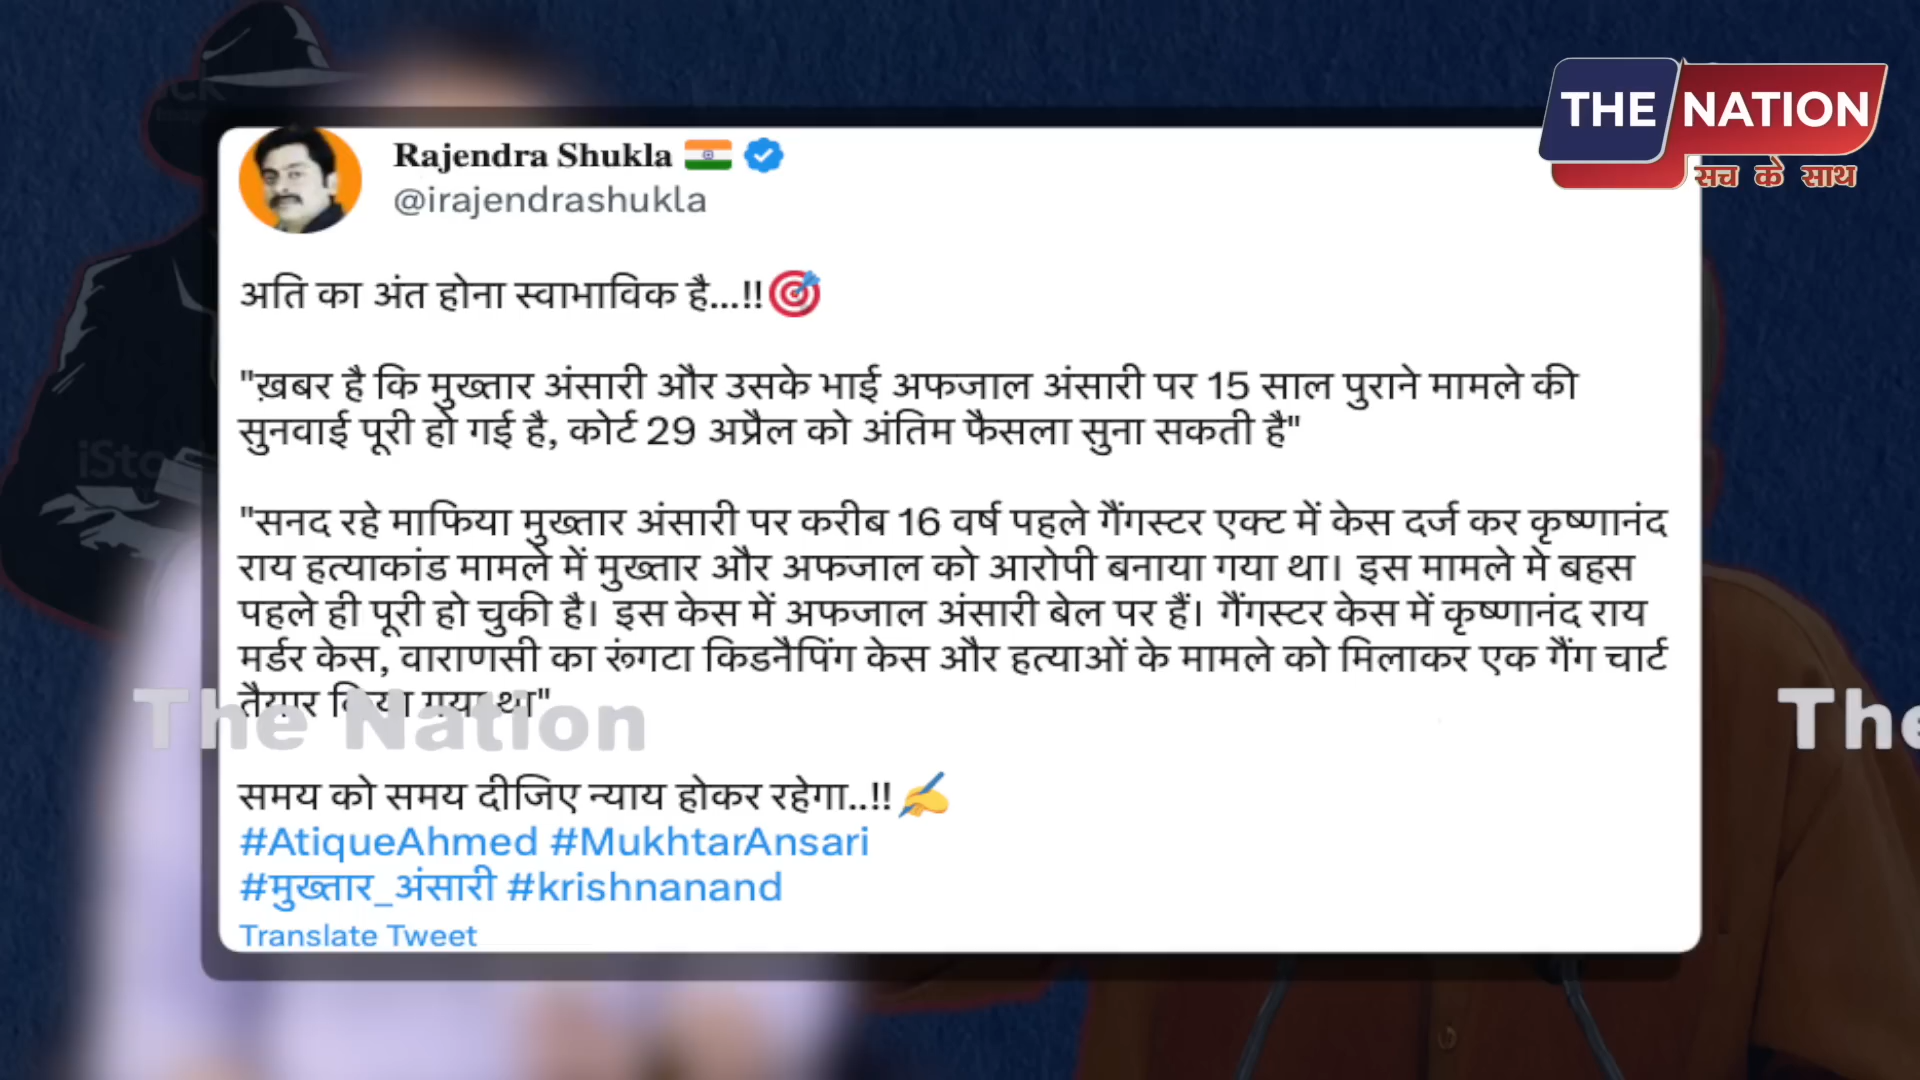 THE NATION
सच के साथ
Rajendra Shukla
@irajendrashukla
अति का अंत होना स्वाभाविक है...!!
"ख़बर है कि मुख्तार अंसारी और उसके भाई अफजाल अंसारी पर 15 साल पुराने मामले की
सुनवाई पूरी हो गई है, कोर्ट 29 अप्रैल को अंतिम फैसला सुना सकती है"
"सनद रहे माफिया मुख्तार अंसारी पर करीब 16 वर्ष पहले गैंगस्टर एक्ट में केस दर्ज कर कृष्णानंद
राय हत्याकांड मामले में मुख्तार और अफजाल को आरोपी बनाया गया था। इस मामले मे बहस
पहले ही पूरी हो चुकी है। इस केस में अफजाल अंसारी बेल पर हैं। गैंगस्टर केस में कृष्णानंद राय
मर्डर केस, वाराणसी का रूंगटा किडनैपिंग केस और हत्याओं के मामले को मिलाकर एक गैंग चार्ट
तैयार किया गया था"
The Nation
The
समय को समय दीजिए न्याय होकर रहेगा..!!
#AtiqueAhmed #MukhtarAnsari
#मुख्तार_अंसारी #krishnanand
Translate Tweet